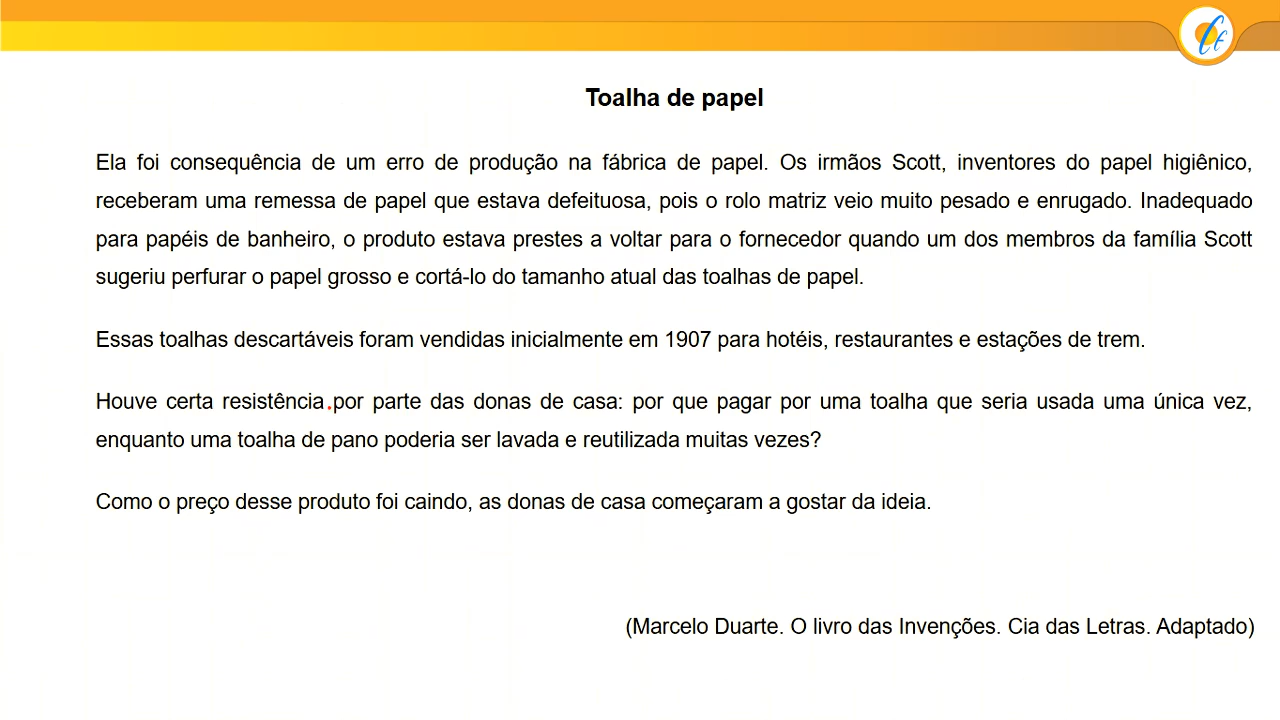 Toalha de papel
Ela foi consequência de um erro de produção na fábrica de papel. Os irmãos Scott, inventores do papel higiênico,
receberam uma remessa de papel que estava defeituosa, pois o rolo matriz veio muito pesado e enrugado. Inadequado
para papéis de banheiro, o produto estava prestes a voltar para o fornecedor quando um dos membros da família Scott
sugeriu perfurar o papel grosso e cortá-lo do tamanho atual das toalhas de papel.
Essas toalhas descartáveis foram vendidas inicialmente em 1907 para hotéis, restaurantes e estações de trem.
Houve certa resistência por parte das donas de casa: por que pagar por uma toalha que seria usada uma única vez,
enquanto uma toalha de pano poderia ser lavada e reutilizada muitas vezes?
Como o preço desse produto foi caindo, as donas de casa começaram a gostar da ideia.
(Marcelo Duarte. O livro das Invenções. Cia das Letras. Adaptado)